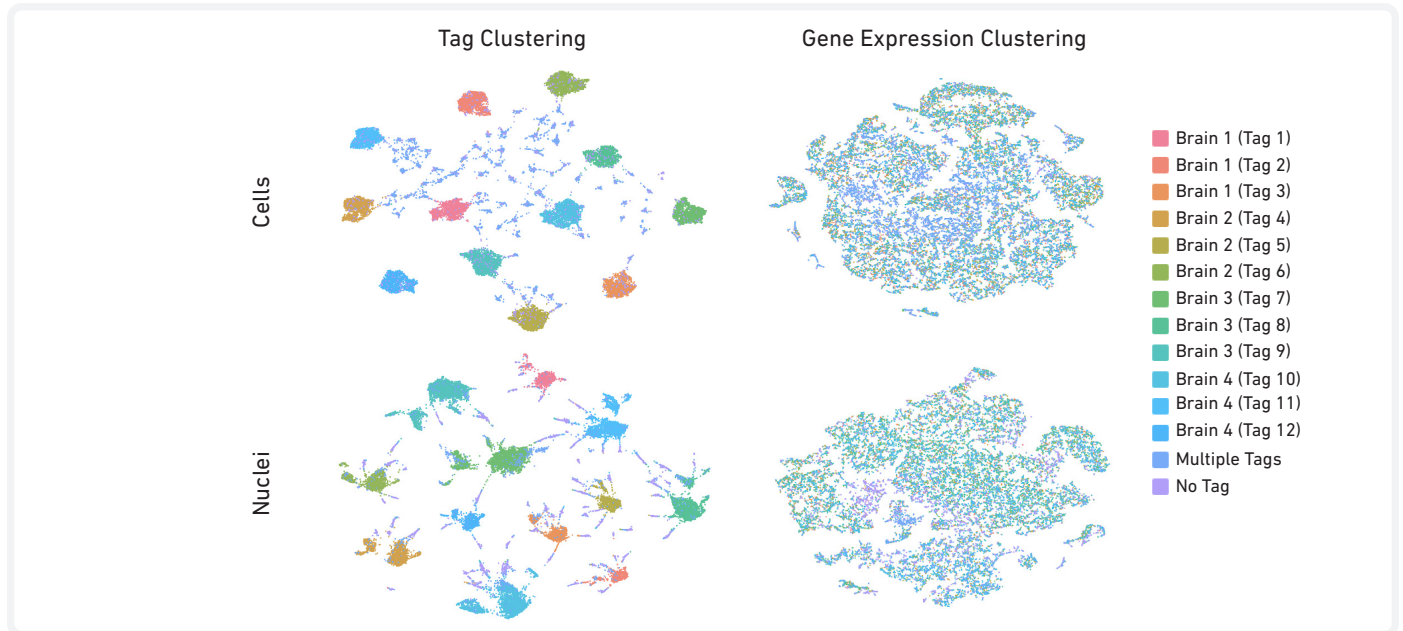 Tag Clustering
Gene Expression Clustering
Cells
Nuclei
Brain 1 (Tag 1)
Brain 1 (Tag 2)
Brain 1 (Tag 3)
Brain 2 (Tag 4)
Brain 2 (Tag 5)
Brain 2 (Tag 6)
Brain 3 (Tag 7)
Brain 3 (Tag 8)
Brain 3 (Tag 9)
Brain 4 (Tag 10)
Brain 4 (Tag 11)
Brain 4 (Tag 12)
Multiple Tags
No Tag